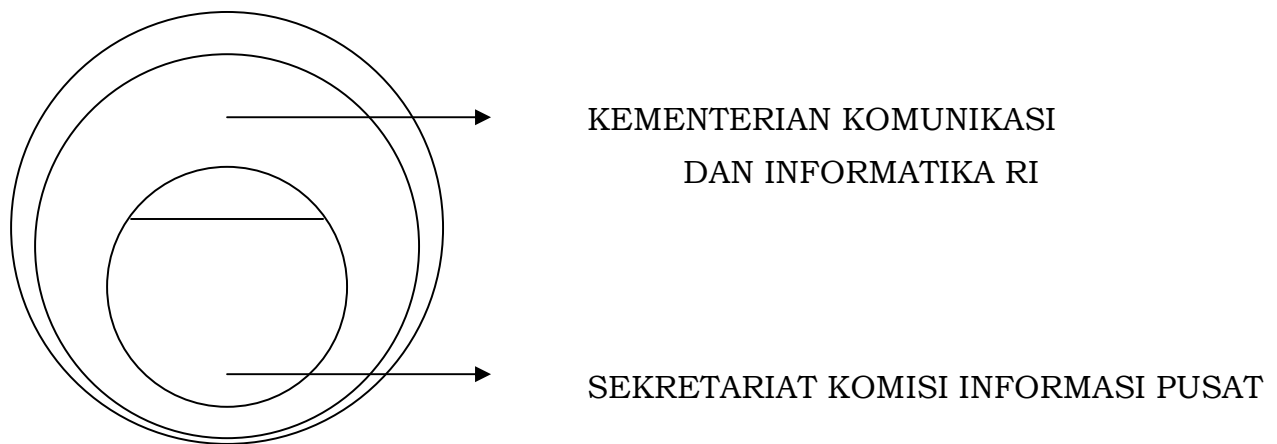 KEMENTERIAN KOMUNIKASI
DAN INFORMATIKA RI
SEKRETARIAT KOMISI INFORMASI PUSAT